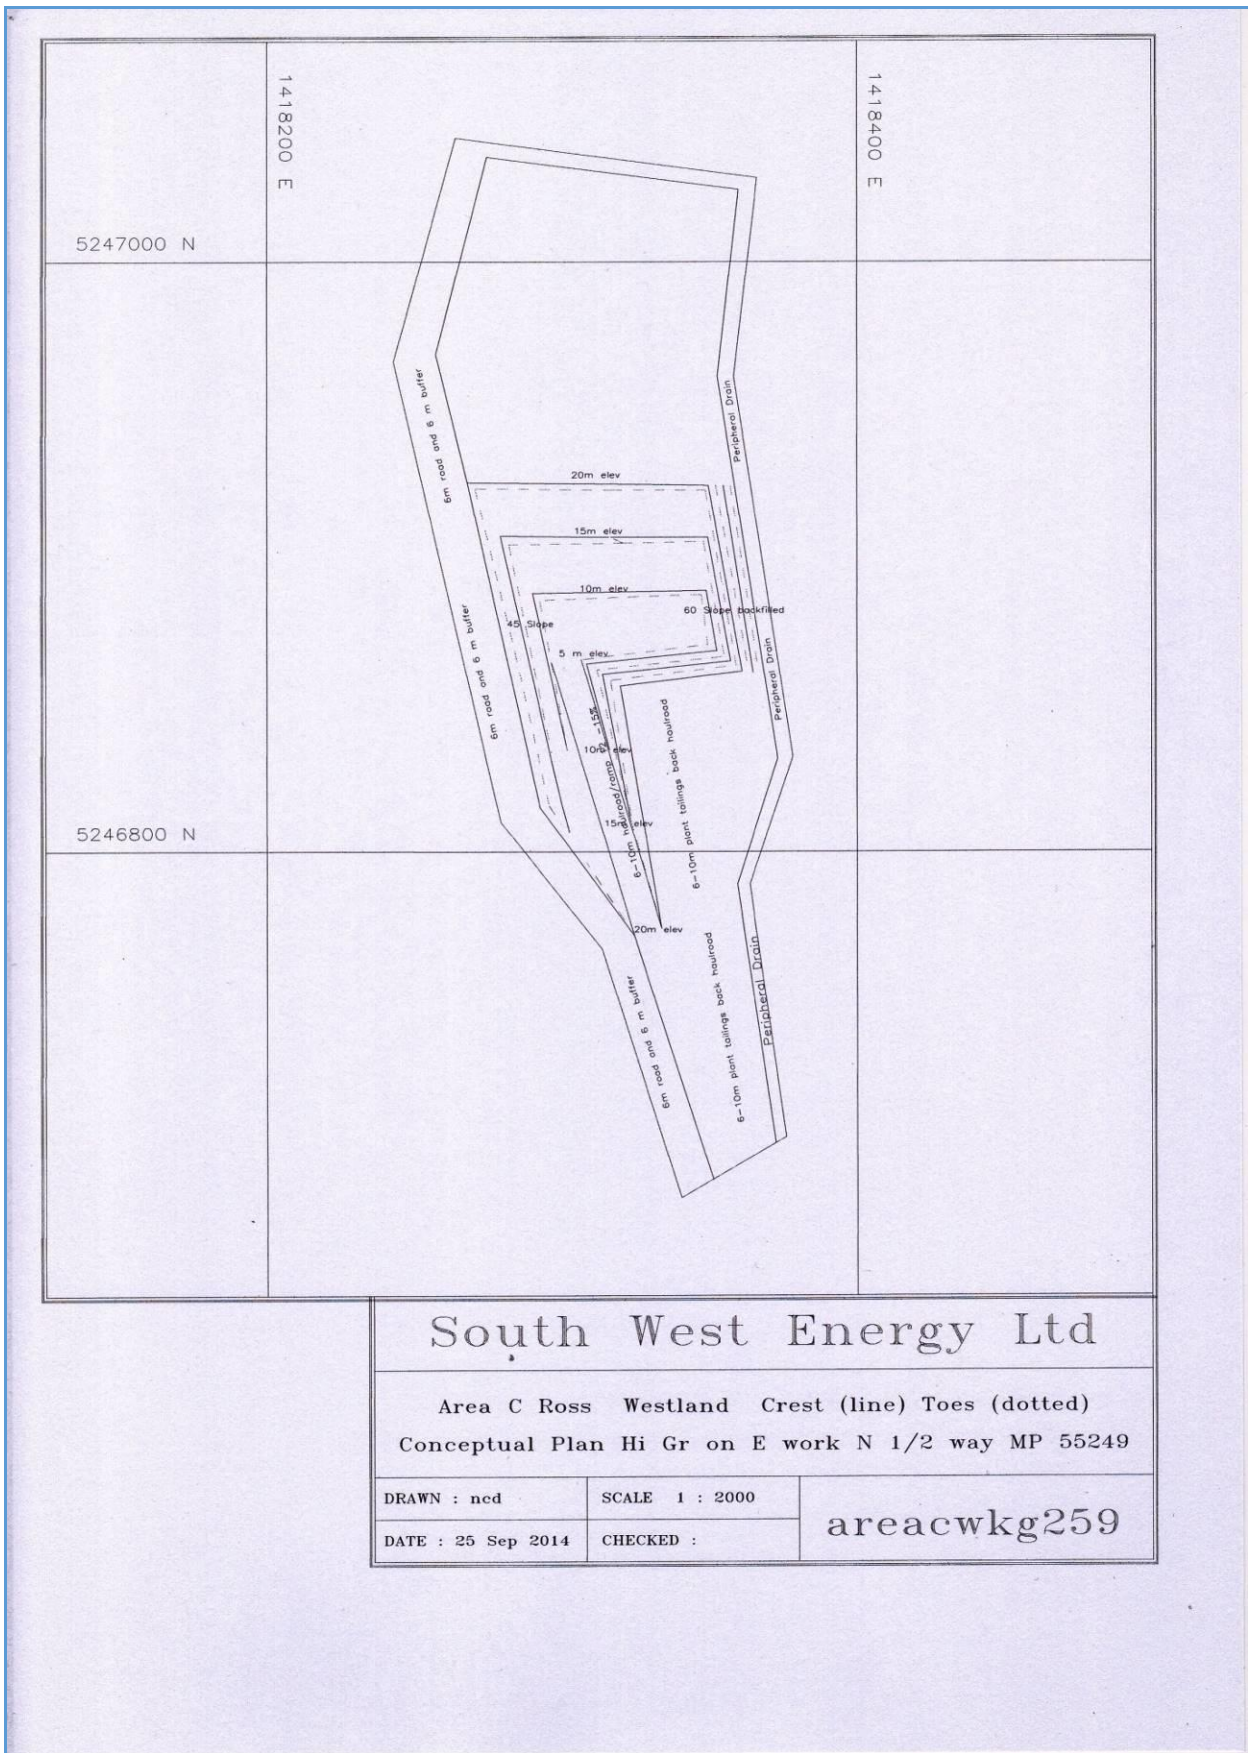 1418200 E
1418400 E
5247000 N
6m road and 6 m buffer
Peripheral Drain
20m elev
15m elev
10m elev
60 Slope backfilled
45 Slope
5 m elev
6m road and 6 m buffer
Peripheral Drain
10m elev
6-10m plant tailings back haulroad
15m elev
5246800 N
20m elev
6m road and 6 m buffer
6-10m plant tailings back haulroad
Peripheral Drain
South West Energy Ltd
Area C Ross Westland Crest (line) Toes (dotted)
Conceptual Plan Hi Gr on E work N 1/2 way MP 55249
DRAWN : ncd
SCALE 1 : 2000
areacwkg259
DATE : 25 Sep 2014
CHECKED :
6-10m haulroad/ramp